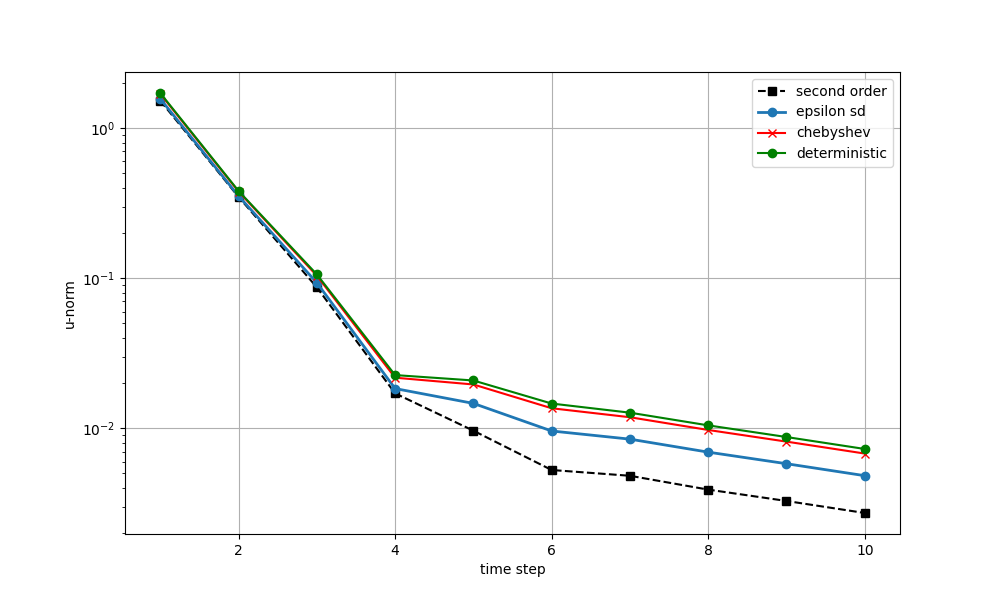 second order
epsilon sd
chebyshev
deterministic
10⁰
10⁻¹
10⁻²
u-norm
2 4 6 8 10
time step